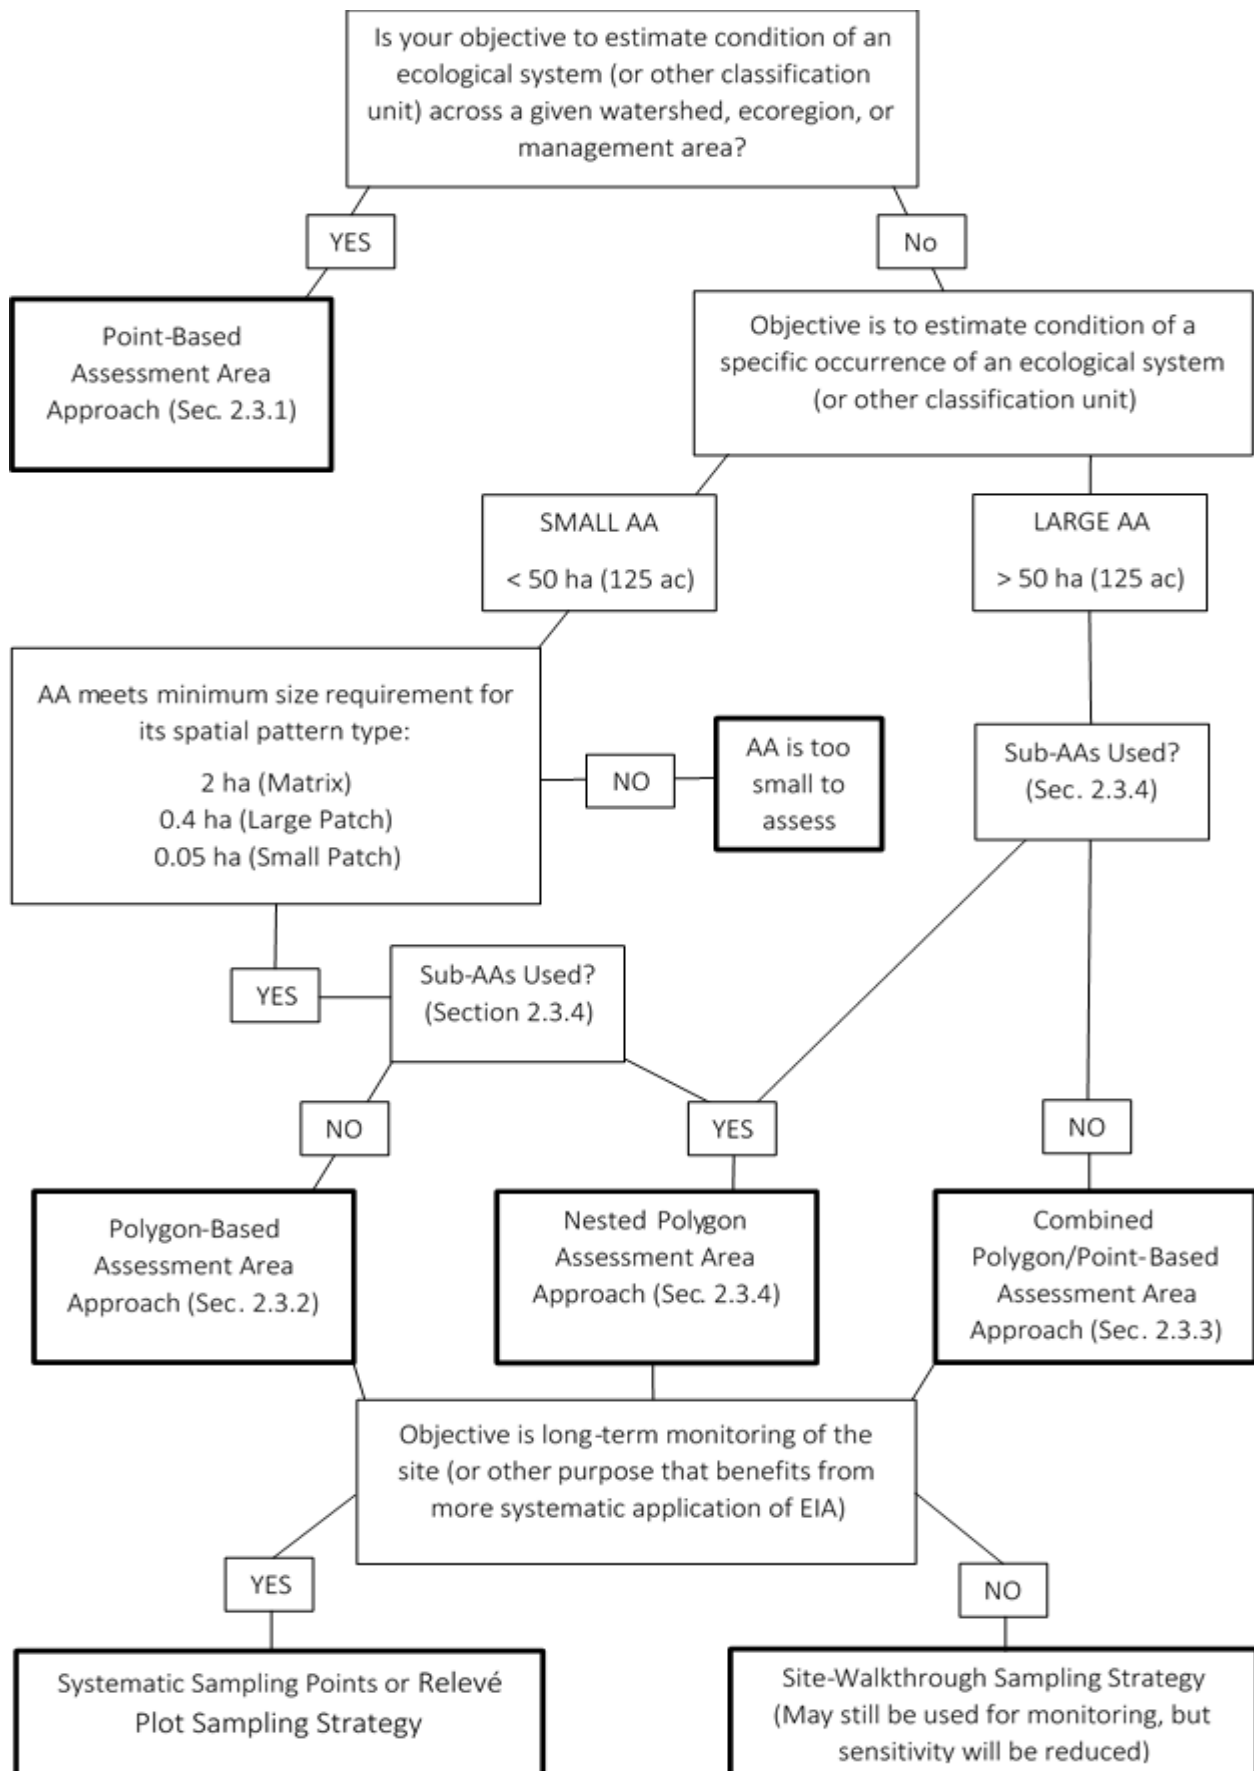 Is your objective to estimate condition of an
ecological system (or other classification
unit) across a given watershed, ecoregion, or
management area?
YES
No
Point-Based
Assessment Area
Approach (Sec. 2.3.1)
Objective is to estimate condition of a
specific occurrence of an ecological system
(or other classification unit)
SMALL AA
< 50 ha (125 ac)
LARGE AA
> 50 ha (125 ac)
AA meets minimum size requirement for
its spatial pattern type:
2 ha (Matrix)
0.4 ha (Large Patch)
0.05 ha (Small Patch)
NO
AA is too
small to
assess
Sub-AAs Used?
(Sec. 2.3.4)
YES
Sub-AAs Used?
(Section 2.3.4)
NO
YES
NO
Polygon-Based
Assessment Area
Approach (Sec. 2.3.2)
Nested Polygon
Assessment Area
Approach (Sec. 2.3.4)
Combined
Polygon/Point-Based
Assessment Area
Approach (Sec. 2.3.3)
Objective is long-term monitoring of the
site (or other purpose that benefits from
more systematic application of EIA)
YES
NO
Systematic Sampling Points or Relevé
Plot Sampling Strategy
Site-Walkthrough Sampling Strategy
(May still be used for monitoring, but
sensitivity will be reduced)